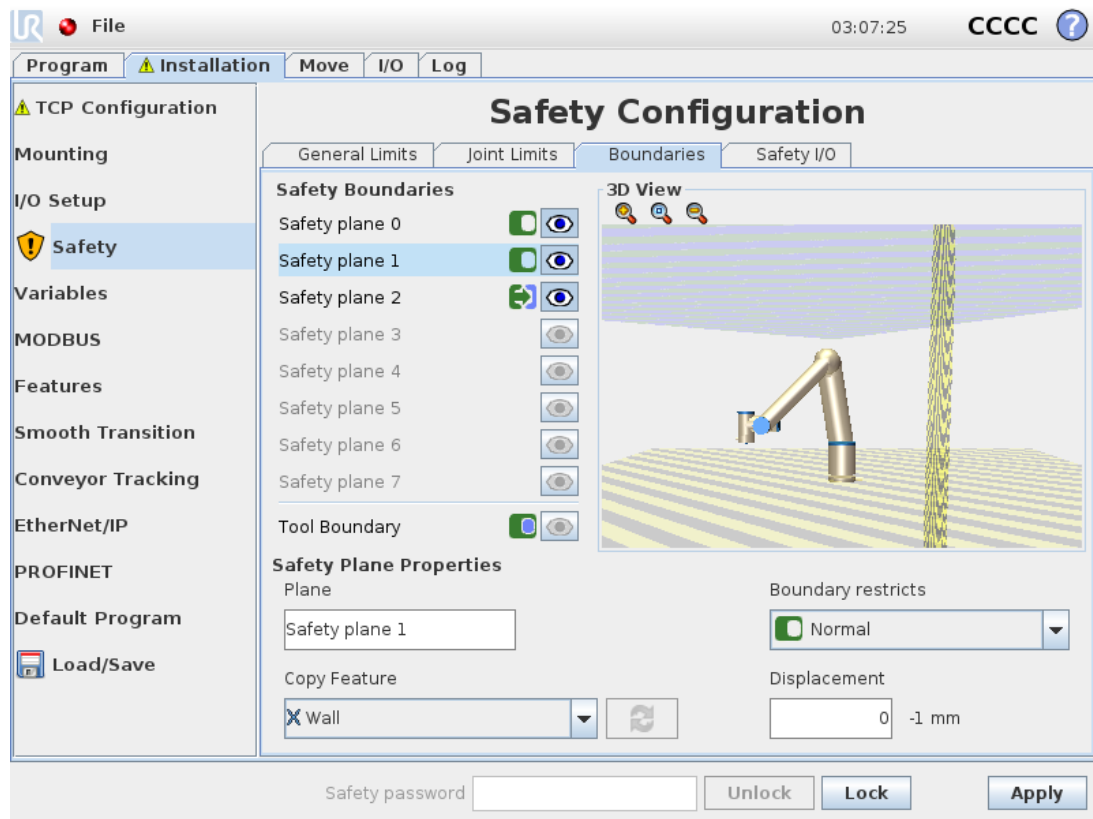 UR File 03:07:25 CCCC ?
Program Installation Move I/O Log
TCP Configuration
Mounting
I/O Setup
Safety
Variables
MODBUS
Features
Smooth Transition
Conveyor Tracking
EtherNet/IP
PROFINET
Default Program
Load/Save
Safety Configuration
General Limits Joint Limits Boundaries Safety I/O
Safety Boundaries
Safety plane 0
Safety plane 1
Safety plane 2
Safety plane 3
Safety plane 4
Safety plane 5
Safety plane 6
Safety plane 7
Tool Boundary
3D View
Safety Plane Properties
Plane
Safety plane 1
Boundary restricts
Normal
Copy Feature
Wall
Displacement
0 -1 mm
Safety password Unlock Lock Apply